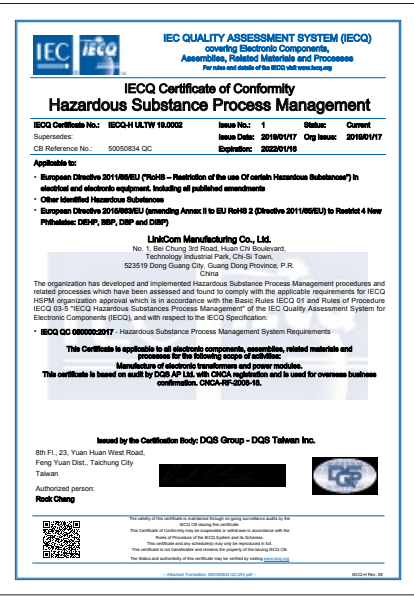 IEC IECQ
IEC QUALITY ASSESSMENT SYSTEM (IECQ)
covering Electronic Components,
Assemblies, Related Materials and Processes
For rules and details of the IECQ visit www.iecq.org
IECQ Certificate of Conformity
Hazardous Substance Process Management
IECQ Certificate No.: IECQ-H ULTW 19.0002 Issue No.: 1 Status: Current
Supersedes: Issue Date: 2019/01/17 Org Issue: 2019/01/17
CB Reference No.: 50050834 QC Expiration: 2022/01/16
Applicable to:
• European Directive 2011/65/EU ("RoHS – Restriction of the use Of certain Hazardous Substances") in
electrical and electronic equipment. Including all published amendments
• Other Identified Hazardous Substances
• European Directive 2015/863/EU (amending Annex II to EU RoHS 2 (Directive 2011/65/EU) to Restrict 4 New
Phthalates: DEHP, BBP, DBP and DIBP)
LinkCom Manufacturing Co., Ltd.
No. 1, Bei Chung 3rd Road, Huan Chi Boulevard,
Technology Industrial Park, Chi-Si Town,
523519 Dong Guang City, Guang Dong Province, P.R.
China
The organization has developed and implemented Hazardous Substance Process Management procedures and
related processes which have been assessed and found to comply with the applicable requirements for IECQ
HSPM organization approval which is in accordance with the Basic Rules IECQ 01 and Rules of Procedure
IECQ 03-5 "IECQ Hazardous Substances Process Management" of the IEC Quality Assessment System for
Electronic Components (IECQ), and with respect to the IECQ Specification:
• IECQ QC 080000:2017 - Hazardous Substance Process Management System Requirements
This Certificate is applicable to all electronic components, assemblies, related materials and
processes for the following scope of activities:
Manufacture of electronic transformers and power modules.
This certificate is based on audit by DQS AP Ltd. with CNCA registration and is used for overseas business
confirmation. CNCA-RF-2006-18.
Issued by the Certification Body: DQS Group - DQS Taiwan Inc.
8th Fl., 23, Yuan Huan West Road,
Feng Yuan Dist., Taichung City
Taiwan
Authorized person:
Rock Chang
The validity of this certificate is maintained through on-going surveillance audits by the
IECQ CB issuing this certificate.
This Certificate of Conformity may be suspended or withdrawn in accordance with the
Rules of Procedure of the IECQ System and its Schemes.
This certificate and any schedule(s) may only be reproduced in full.
This certificate is not transferable and remains the property of the issuing IECQ CB.
The Status and authenticity of this certificate may be verified by visiting www.iecq.org
– Attached Translation: 50050834 QC(ZH).pdf – IECQ-H Rev. 08